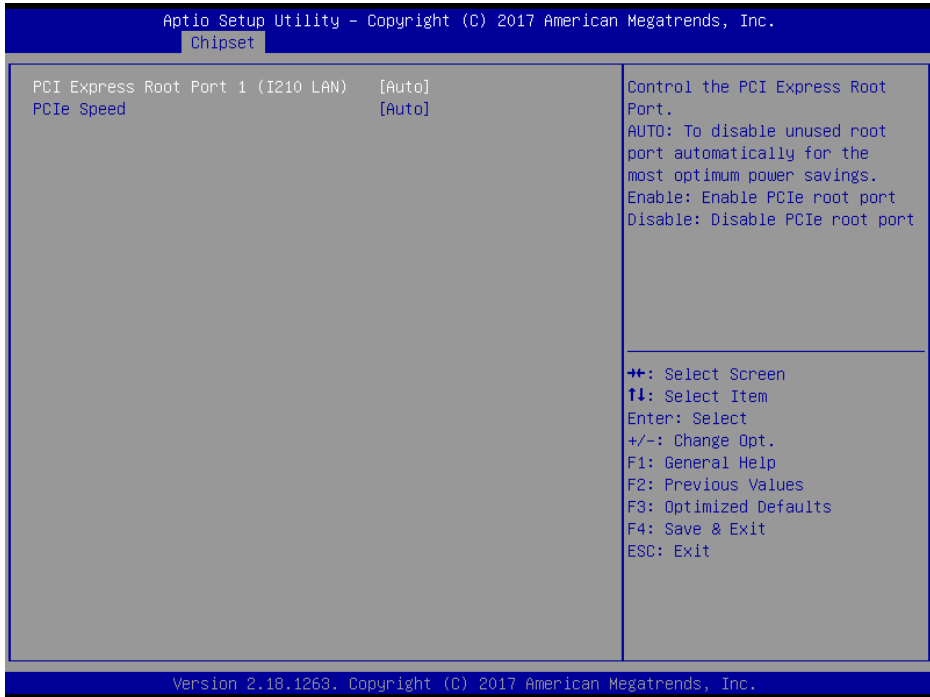 Aptio Setup Utility – Copyright (C) 2017 American Megatrends, Inc.
Chipset
PCI Express Root Port 1 (I210 LAN) [Auto]
PCIe Speed [Auto]
Control the PCI Express Root
Port.
AUTO: To disable unused root
port automatically for the
most optimum power savings.
Enable: Enable PCIe root port
Disable: Disable PCIe root port
→←: Select Screen
↑↓: Select Item
Enter: Select
+/-: Change Opt.
F1: General Help
F2: Previous Values
F3: Optimized Defaults
F4: Save & Exit
ESC: Exit
Version 2.18.1263. Copyright (C) 2017 American Megatrends, Inc.